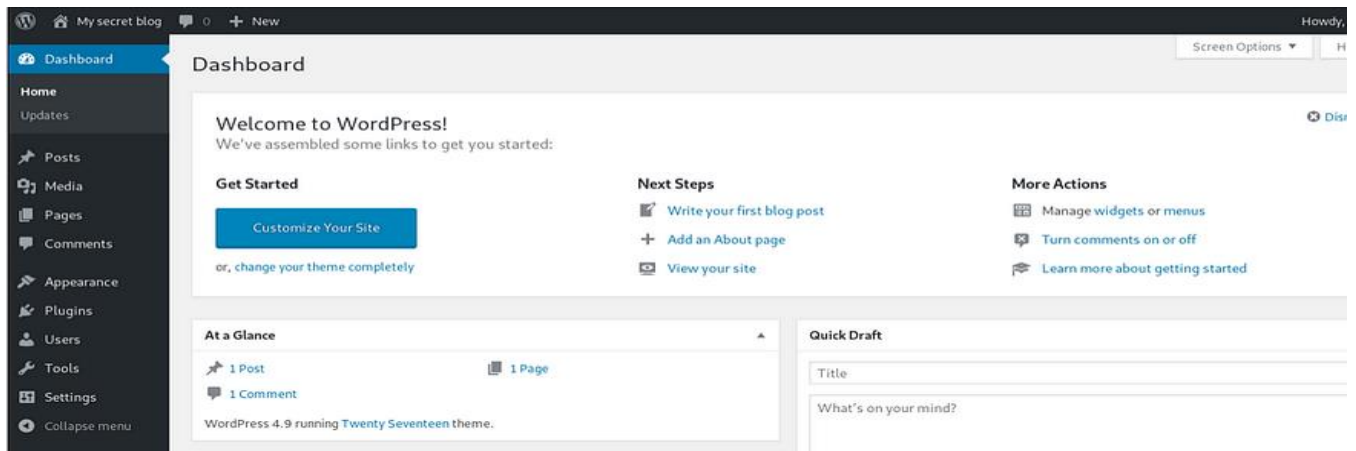 My secret blog 0 + New Howdy,
Dashboard
Home
Updates
Posts
Media
Pages
Comments
Appearance
Plugins
Users
Tools
Settings
Collapse menu
Screen Options
Dashboard
Welcome to WordPress!
We've assembled some links to get you started:
Get Started
Customize Your Site
or, change your theme completely
Next Steps
Write your first blog post
Add an About page
View your site
More Actions
Manage widgets or menus
Turn comments on or off
Learn more about getting started
At a Glance
1 Post 1 Page
1 Comment
WordPress 4.9 running Twenty Seventeen theme.
Quick Draft
Title
What's on your mind?